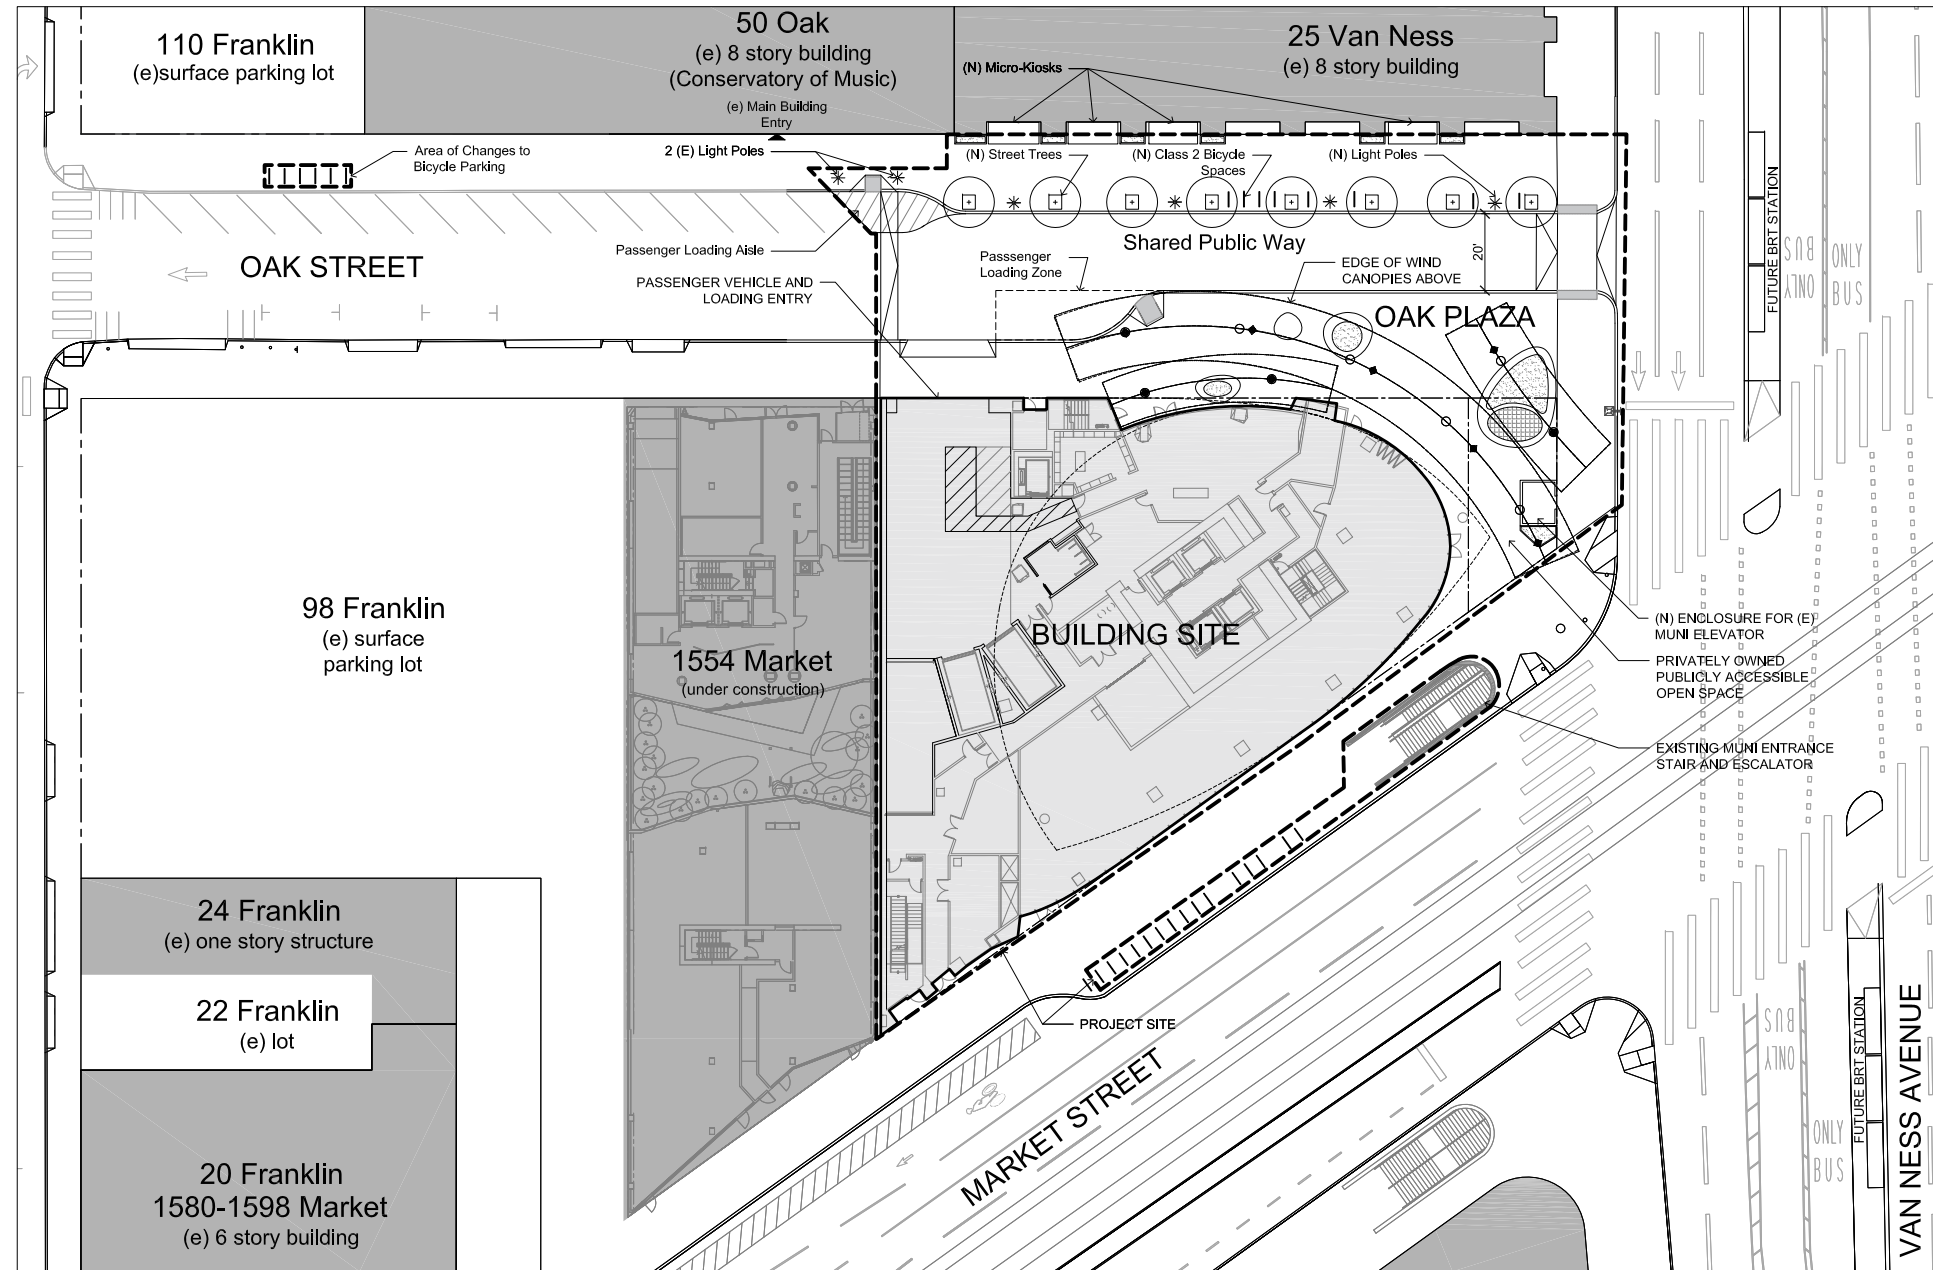 110 Franklin
(e)surface parking lot
50 Oak
(e) 8 story building
(Conservatory of Music)
(e) Main Building
Entry
25 Van Ness
(e) 8 story building
(N) Micro-Kiosks
Area of Changes to
Bicycle Parking
2 (E) Light Poles
(N) Street Trees
(N) Class 2 Bicycle
Spaces
(N) Light Poles
Passenger Loading Aisle
Shared Public Way
20'
OAK STREET
PASSENGER VEHICLE AND
LOADING ENTRY
Passsenger
Loading Zone
EDGE OF WIND
CANOPIES ABOVE
OAK PLAZA
FUTURE BRT STATION
BUS
ONLY
ONLY
BUS
98 Franklin
(e) surface
parking lot
1554 Market
(under construction)
BUILDING SITE
(N) ENCLOSURE FOR (E)
MUNI ELEVATOR
PRIVATELY OWNED
PUBLICLY ACCESSIBLE
OPEN SPACE
EXISTING MUNI ENTRANCE
STAIR AND ESCALATOR
24 Franklin
(e) one story structure
22 Franklin
(e) lot
PROJECT SITE
20 Franklin
1580-1598 Market
(e) 6 story building
MARKET STREET
BUS
ONLY
ONLY
BUS
FUTURE BRT STATION
VAN NESS AVENUE